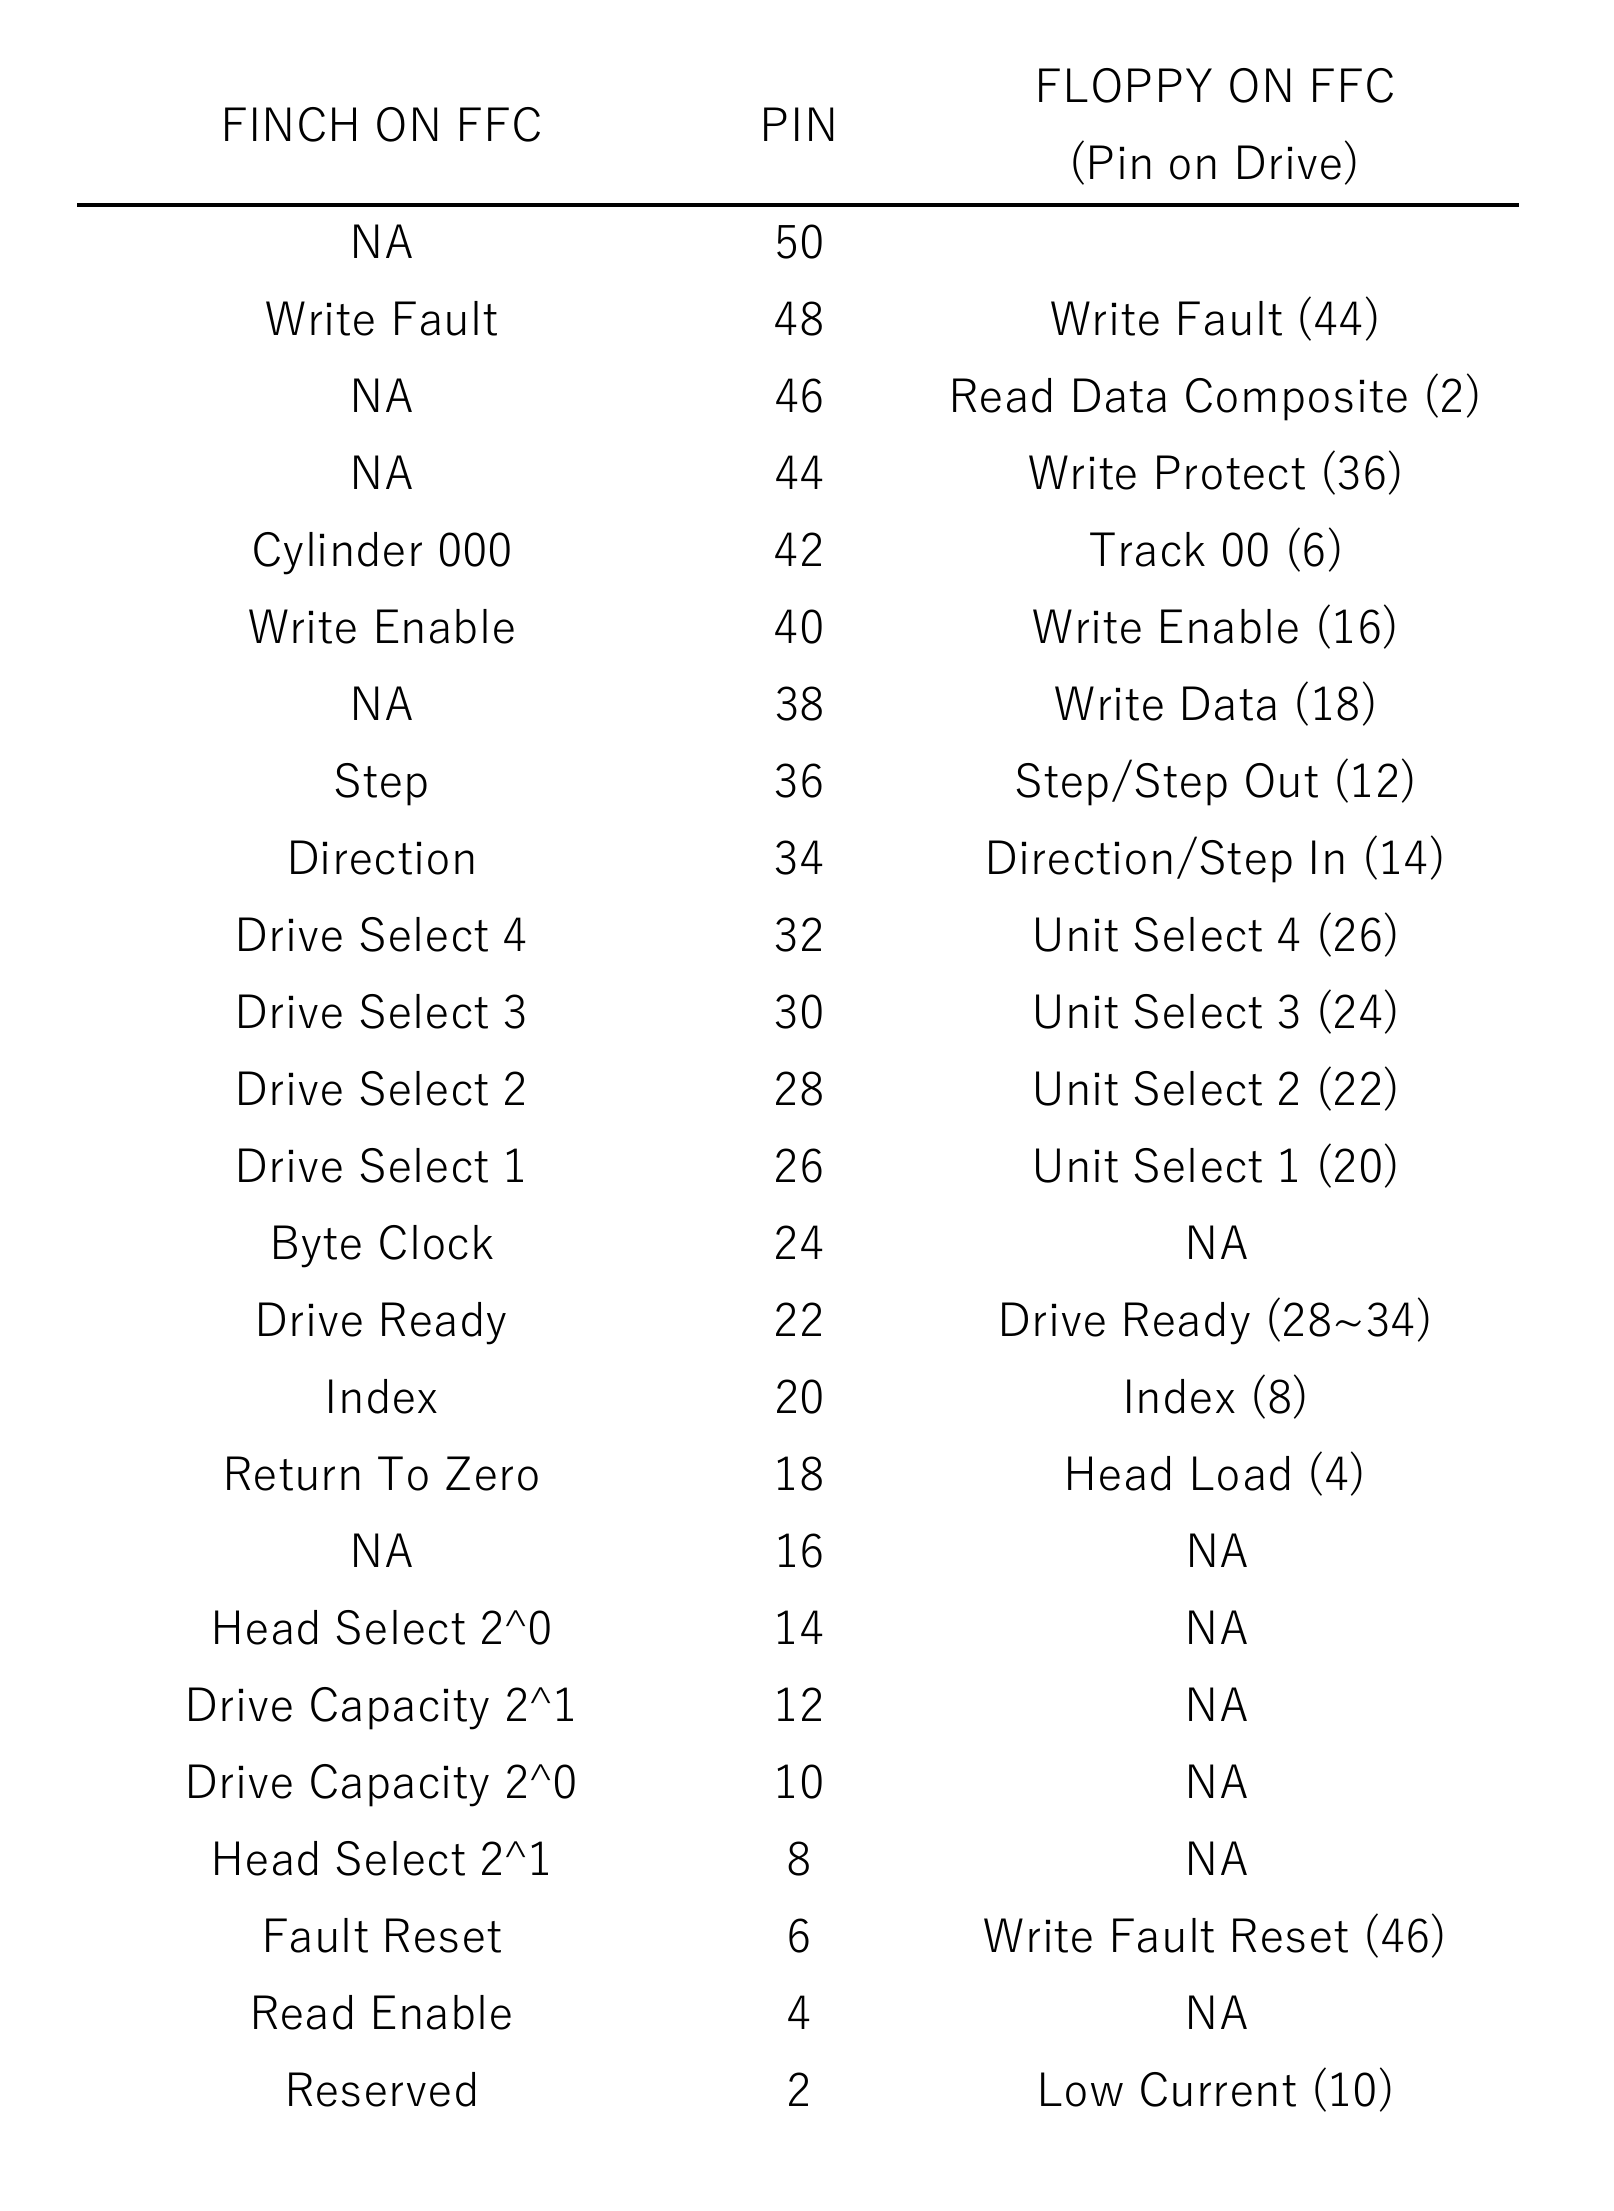 FINCH ON FFC PIN FLOPPY ON FFC
(Pin on Drive)
NA 50
Write Fault 48 Write Fault (44)
NA 46 Read Data Composite (2)
NA 44 Write Protect (36)
Cylinder 000 42 Track 00 (6)
Write Enable 40 Write Enable (16)
NA 38 Write Data (18)
Step 36 Step/Step Out (12)
Direction 34 Direction/Step In (14)
Drive Select 4 32 Unit Select 4 (26)
Drive Select 3 30 Unit Select 3 (24)
Drive Select 2 28 Unit Select 2 (22)
Drive Select 1 26 Unit Select 1 (20)
Byte Clock 24 NA
Drive Ready 22 Drive Ready (28~34)
Index 20 Index (8)
Return To Zero 18 Head Load (4)
NA 16 NA
Head Select 2^0 14 NA
Drive Capacity 2^1 12 NA
Drive Capacity 2^0 10 NA
Head Select 2^1 8 NA
Fault Reset 6 Write Fault Reset (46)
Read Enable 4 NA
Reserved 2 Low Current (10)